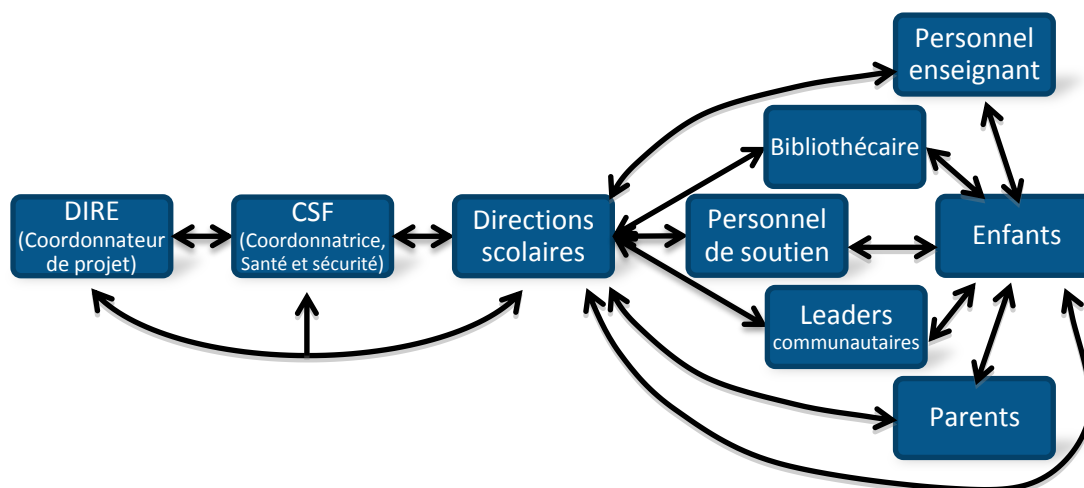 DIRE
(Coordonnateur
de projet)
CSF
(Coordonnatrice,
Santé et sécurité)
Directions
scolaires
Personnel
enseignant
Bibliothécaire
Personnel
de soutien
Leaders
communautaires
Parents
Enfants